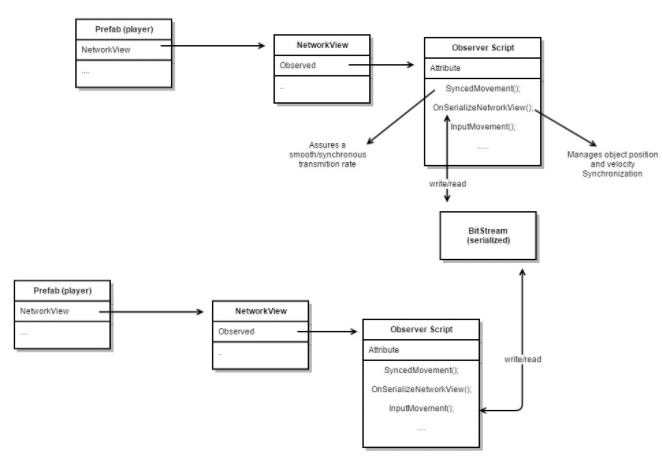 Prefab (player)
NetworkView
....
NetworkView
Observed
..
Observer Script
Attribute
SyncedMovement();
OnSerializeNetworkView();
InputMovement();
......
Assures a
smooth/synchronous
transmition rate
Manages object position
and velocity
Synchronization
write/read
BitStream
(serialized)
Prefab (player)
NetworkView
....
NetworkView
Observed
..
Observer Script
Attribute
SyncedMovement();
OnSerializeNetworkView();
InputMovement();
....
write/read